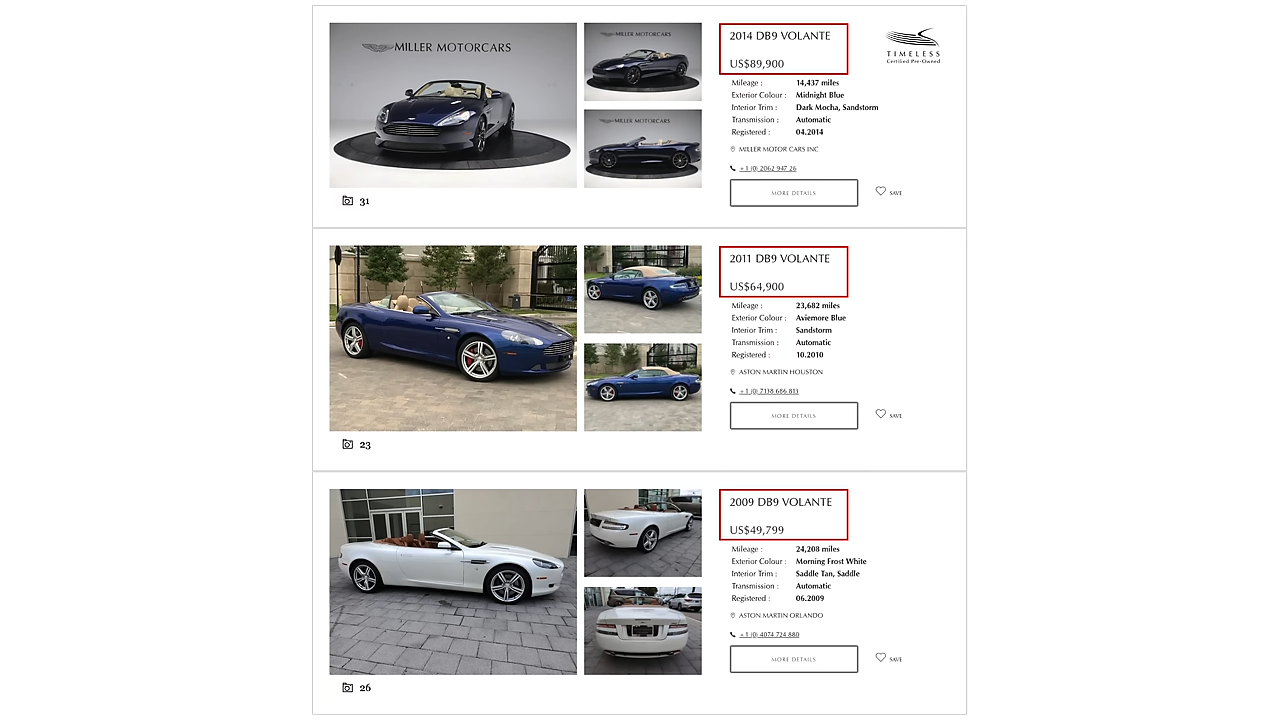 MILLER MOTORCARS
MILLER MOTORCARS
MILLER MOTORCARS
31
2014 DB9 VOLANTE
US$89,900
TIMELESS
Certified Pre-Owned
Mileage : 14,437 miles
Exterior Colour : Midnight Blue
Interior Trim : Dark Mocha, Sandstorm
Transmission : Automatic
Registered : 04.2014
MILLER MOTOR CARS INC
+1 (0) 2062 947 26
MORE DETAILS
SAVE
23
2011 DB9 VOLANTE
US$64,900
Mileage : 23,682 miles
Exterior Colour : Aviemore Blue
Interior Trim : Sandstorm
Transmission : Automatic
Registered : 10.2010
ASTON MARTIN HOUSTON
+1 (0) 7138 686 813
MORE DETAILS
SAVE
26
2009 DB9 VOLANTE
US$49,799
Mileage : 24,208 miles
Exterior Colour : Morning Frost White
Interior Trim : Saddle Tan, Saddle
Transmission : Automatic
Registered : 06.2009
ASTON MARTIN ORLANDO
+1 (0) 4074 724 880
MORE DETAILS
SAVE